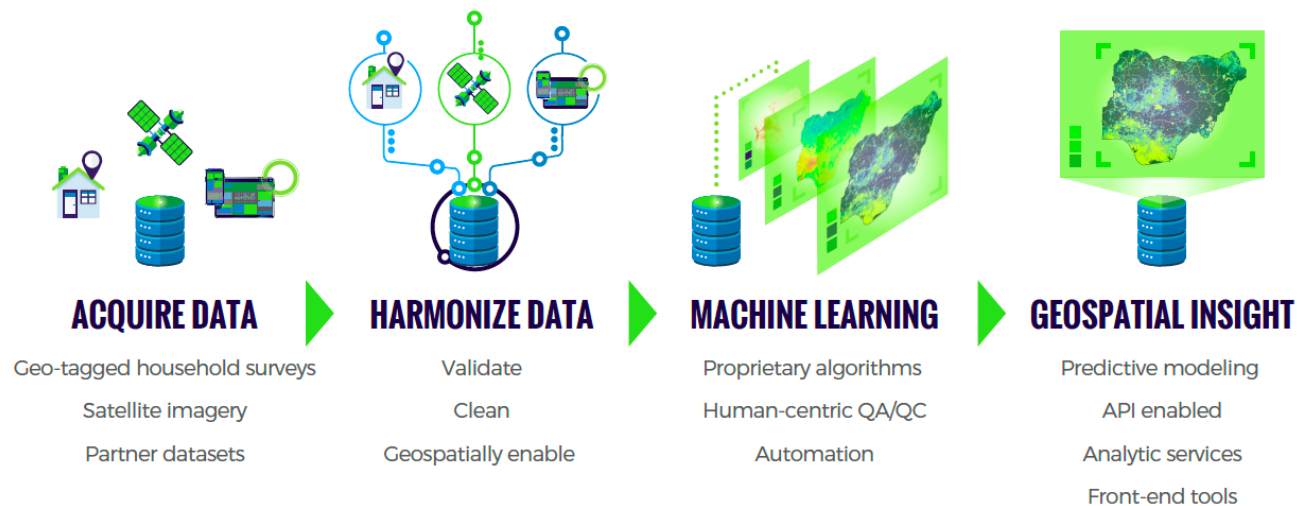 ACQUIRE DATA
Geo-tagged household surveys
Satellite imagery
Partner datasets
HARMONIZE DATA
Validate
Clean
Geospatially enable
MACHINE LEARNING
Proprietary algorithms
Human-centric QA/QC
Automation
GEOSPATIAL INSIGHT
Predictive modeling
API enabled
Analytic services
Front-end tools